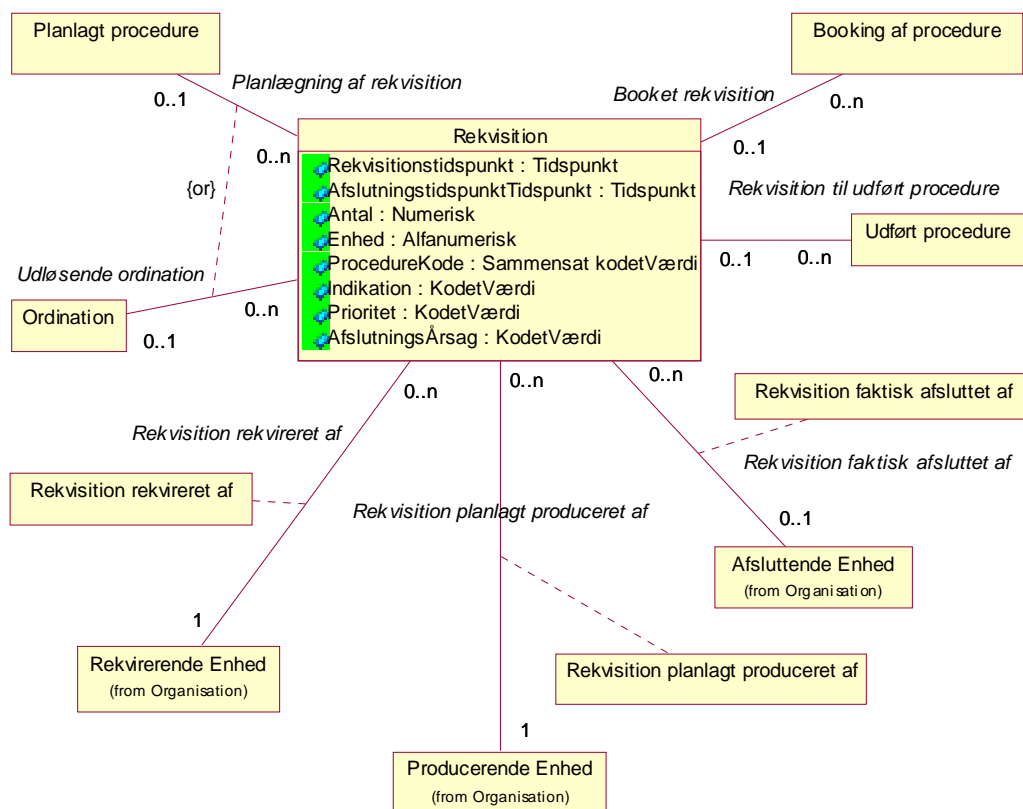 Planlagt procedure
Booking af procedure
0..1
Planlægning af rekvisition
0..n
Booket rekvisition
0..n
0..1
Rekvisition
Rekvisitionstidspunkt : Tidspunkt
AfslutningstidspunktTidspunkt : Tidspunkt
Antal : Numerisk
Enhed : Alfanumerisk
ProcedureKode : Sammensat kodetVærdi
Indikation : KodetVærdi
Prioritet : KodetVærdi
AfslutningsÅrsag : KodetVærdi
{or}
Rekvisition til udført procedure
Udført procedure
0..1
0..n
Udløsende ordination
Ordination
0..n
0..1
0..n
0..n
0..n
Rekvisition faktisk afsluttet af
Rekvisition rekvireret af
Rekvisition faktisk afsluttet af
Rekvisition rekvireret af
Rekvisition planlagt produceret af
0..1
Afsluttende Enhed
(from Organisation)
1
Rekvirerende Enhed
(from Organisation)
Rekvisition planlagt produceret af
1
Producerende Enhed
(from Organisation)